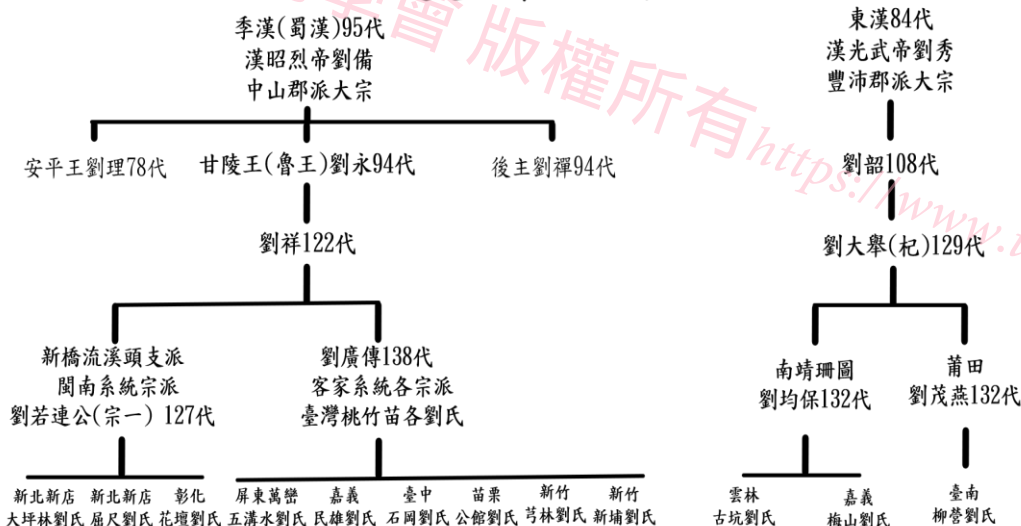 學會 版權所有https://www.
季漢(蜀漢)95代
漢昭烈帝劉備
中山郡派大宗
安平王劉理78代
甘陵王(魯王)劉永94代
後主劉禪94代
劉祥122代
新橋流溪頭支派
閩南系統宗派
劉若連公(宗一) 127代
劉廣傳138代
客家系統各宗派
臺灣桃竹苗各劉氏
新北新店
大坪林劉氏
新北新店
屈尺劉氏
彰化
花壇劉氏
屏東萬巒
五溝水劉氏
嘉義
民雄劉氏
臺中
石岡劉氏
苗栗
公館劉氏
新竹
芎林劉氏
新竹
新埔劉氏
東漢84代
漢光武帝劉秀
豐沛郡派大宗
劉韶108代
劉大舉(杞)129代
南靖珊圖
劉均保132代
莆田
劉茂燕132代
雲林
古坑劉氏
嘉義
梅山劉氏
臺南
柳營劉氏